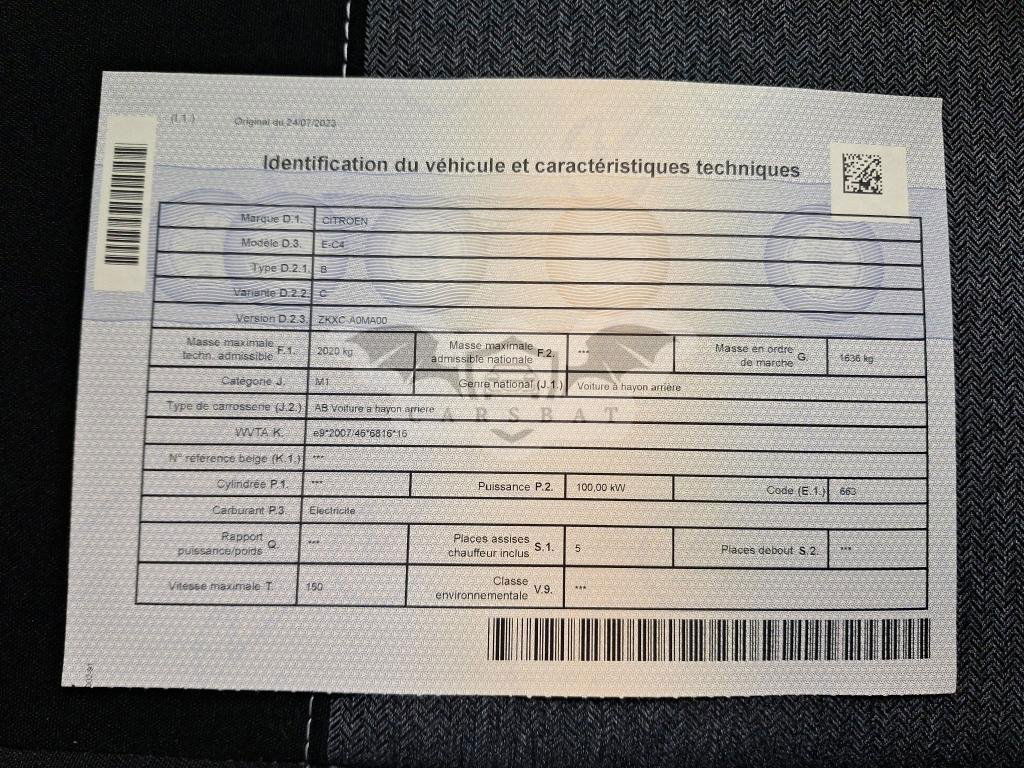 (I.1.) Original du 24/07/2023
Identification du véhicule et caractéristiques techniques
Marque D.1. CITROEN
Modèle D.3. E-C4
Type D.2.1. B
Variante D.2.2. C
Version D.2.3. ZKXC-A0MA00
Masse maximale
techn. admissible F.1. 2020 kg
Masse maximale
admissible nationale F.2. ***
Masse en ordre
de marche G. 1636 kg
Catégorie J. M1 Genre national (J.1.) Voiture à hayon arrière
Type de carrosserie (J.2.) AB Voiture à hayon arrière
CARSBAT
WVTA K. e9*2007/46*6816*16
N° référence belge (K.1.) ***
Cylindrée P.1. *** Puissance P.2. 100,00 kW Code (E.1.) 663
Carburant P.3. Electricité
Rapport
puissance/poids Q. ***
Places assises
chauffeur inclus S.1. 5
Places debout S.2. ***
Vitesse maximale T. 150
Classe
environnementale V.9. ***